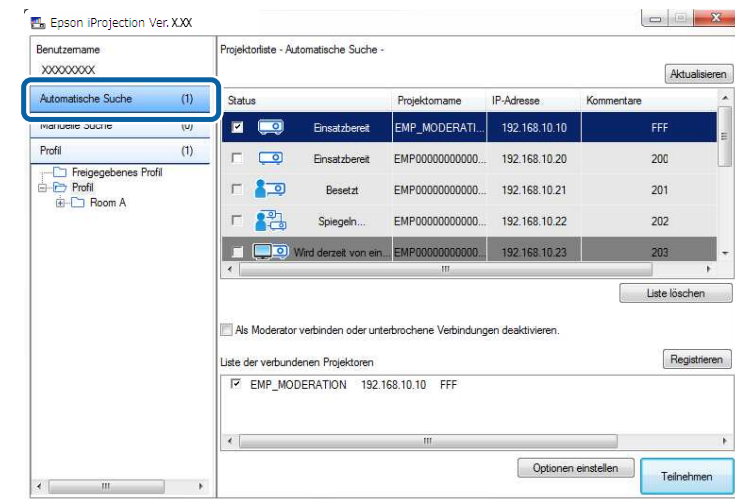 Epson iProjection Ver. X.XX
Benutzername
XXXXXXXX
Automatische Suche (1)
Manuelle Suche (0)
Profil (1)
Freigegebenes Profil
Profil
Room A
Projektorliste - Automatische Suche -
Aktualisieren
Status Projektorname IP-Adresse Kommentare
Einsatzbereit EMP_MODERATI... 192.168.10.10 FFF
Einsatzbereit EMP00000000000... 192.168.10.20 200
Besetzt EMP00000000000... 192.168.10.21 201
Spiegeln... EMP00000000000... 192.168.10.22 202
Wird derzeit von ein... EMP00000000000... 192.168.10.23 203
Liste löschen
Als Moderator verbinden oder unterbrochene Verbindungen deaktivieren.
Liste der verbundenen Projektoren
Registrieren
EMP_MODERATION 192.168.10.10 FFF
Optionen einstellen
Teilnehmen